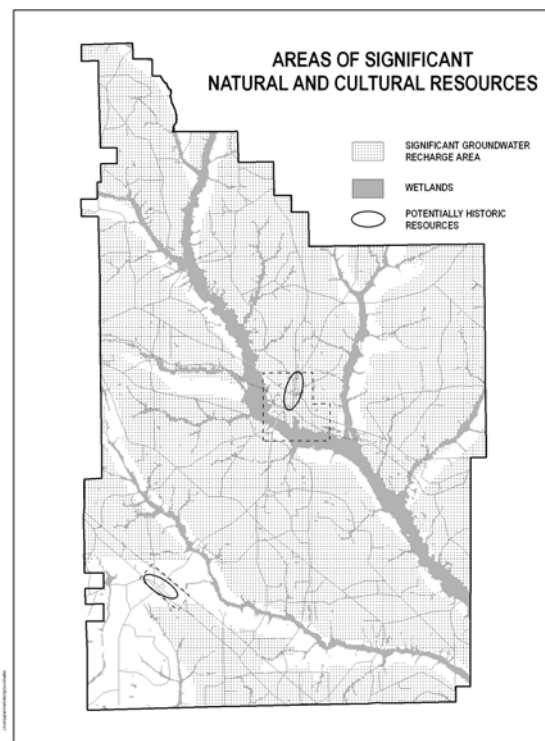 AREAS OF SIGNIFICANT
NATURAL AND CULTURAL RESOURCES
SIGNIFICANT GROUNDWATER
RECHARGE AREA
WETLANDS
POTENTIALLY HISTORIC
RESOURCES